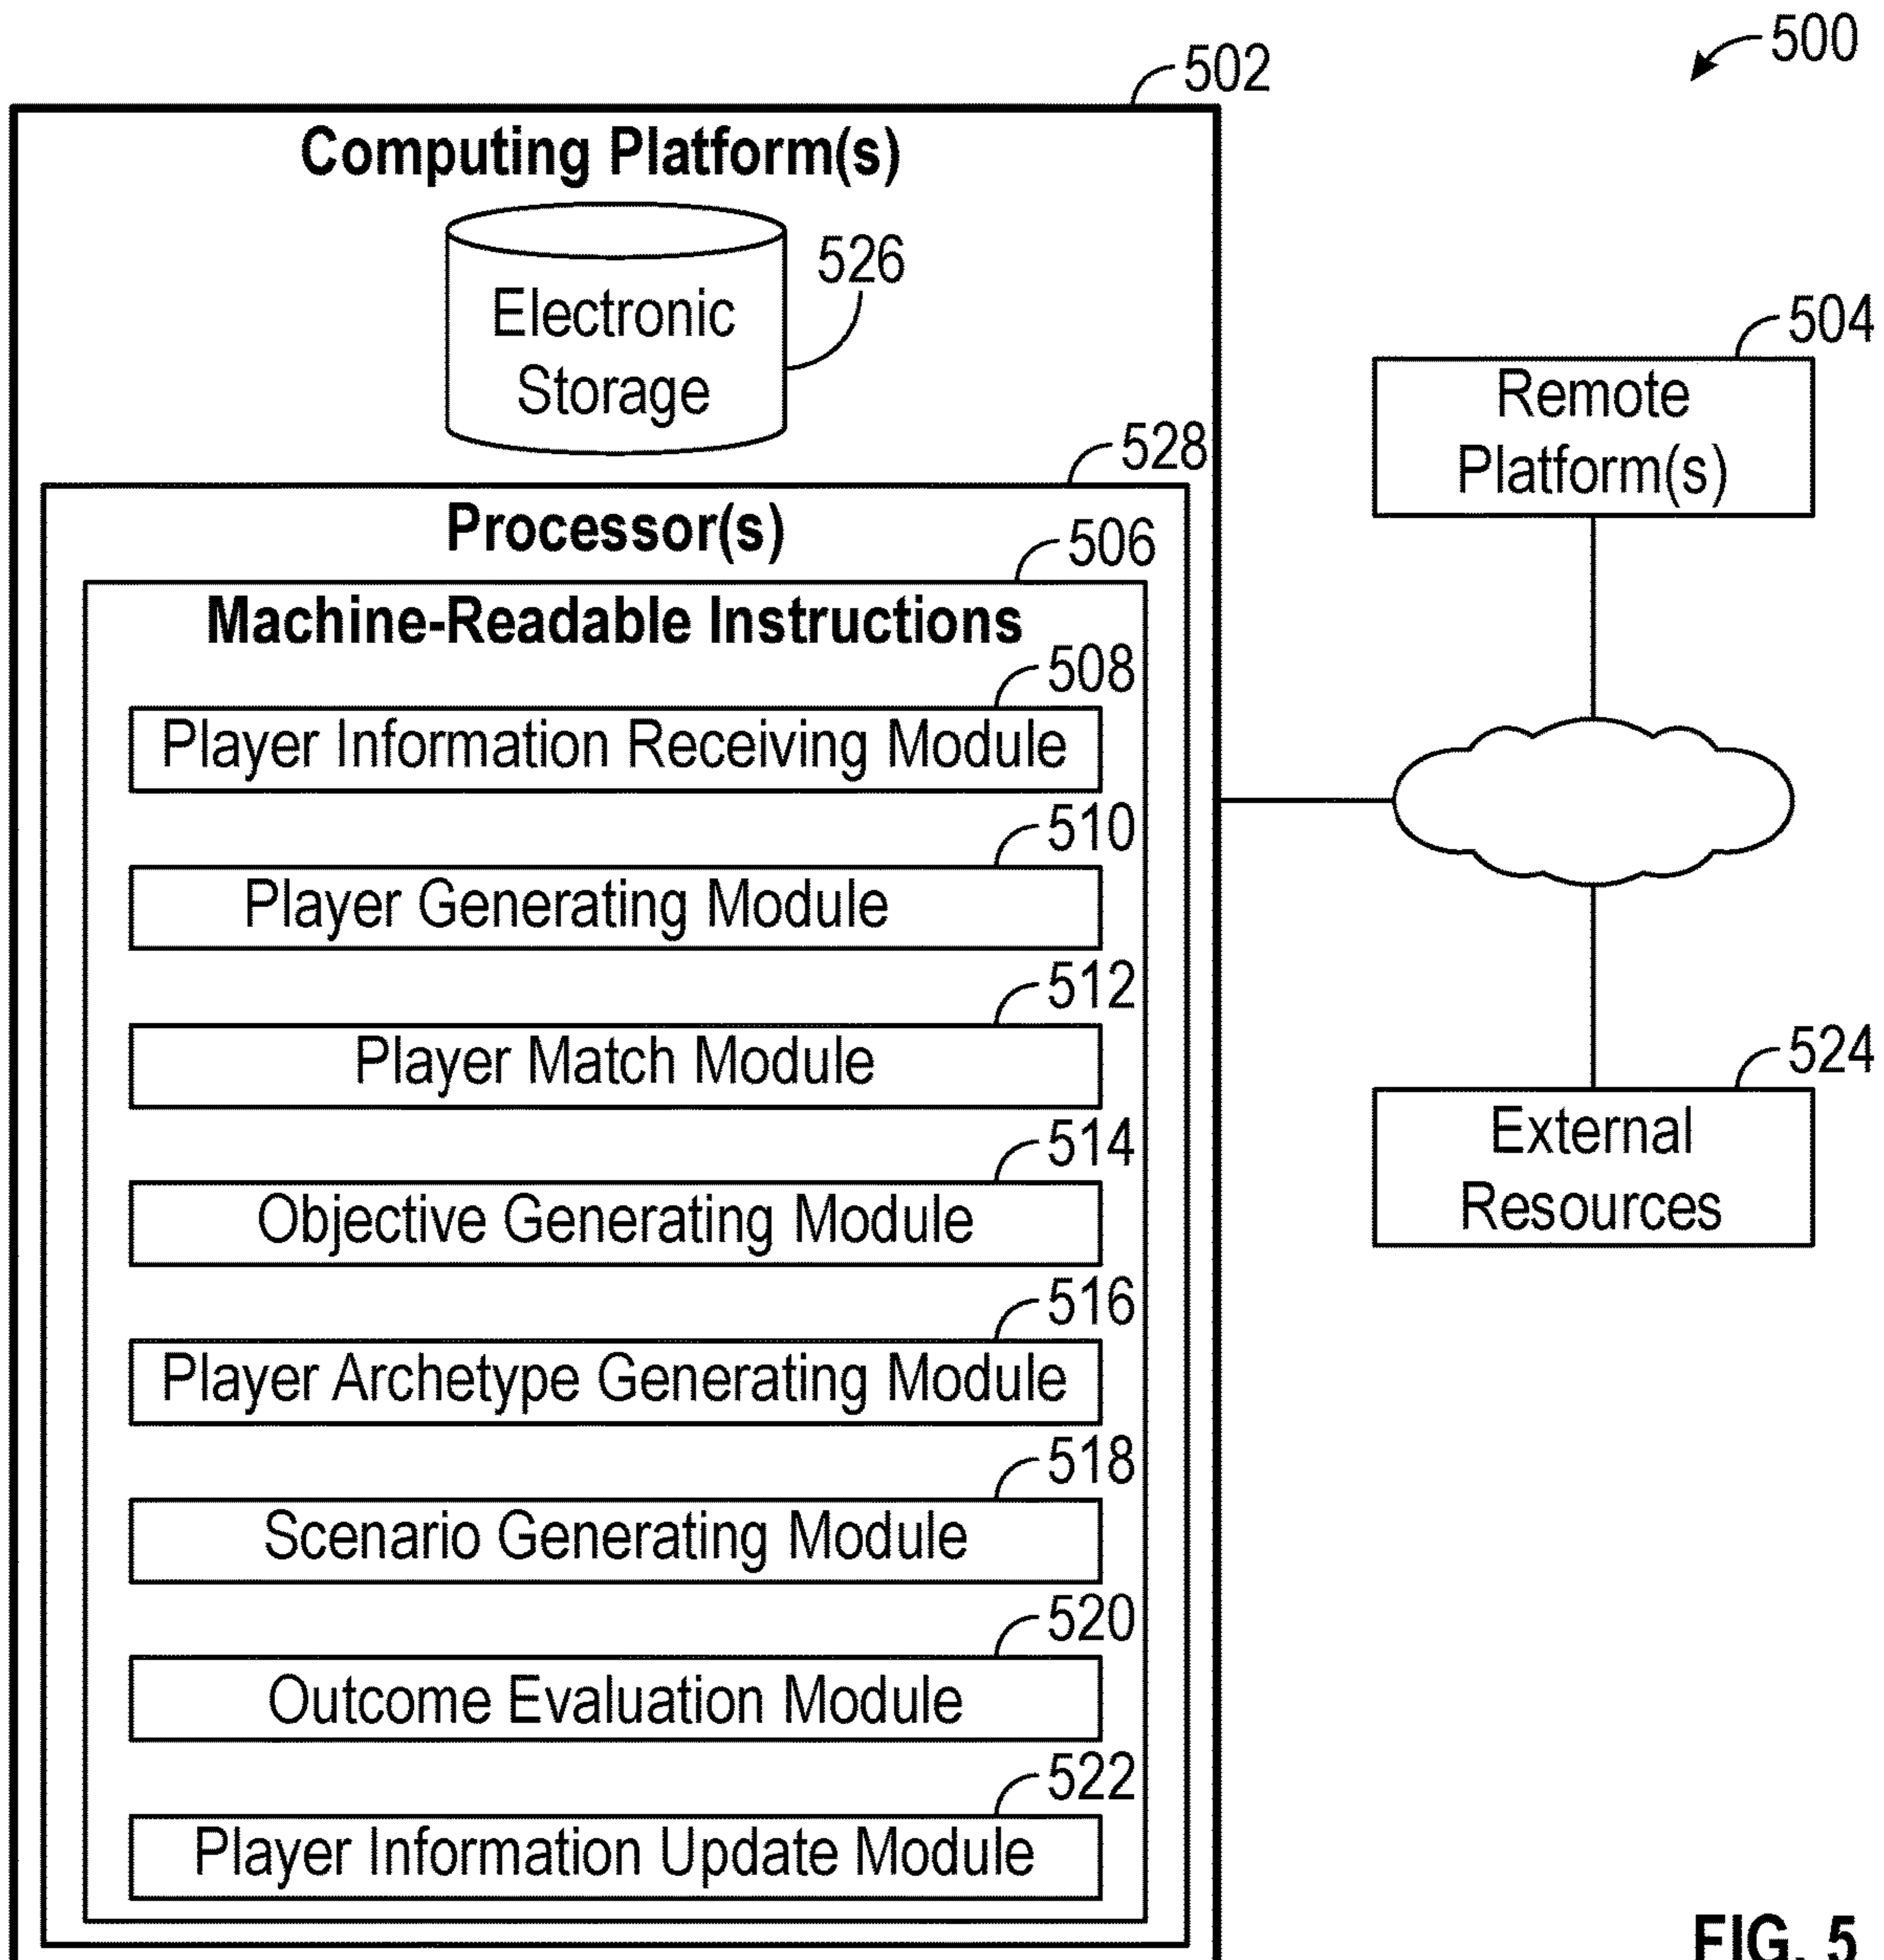 500
502
Computing Platform(s)
526
Electronic
Storage
504
Remote
Platform(s)
528
Processor(s)
506
Machine-Readable Instructions
508
Player Information Receiving Module
510
Player Generating Module
512
Player Match Module
514
Objective Generating Module
516
Player Archetype Generating Module
518
Scenario Generating Module
520
Outcome Evaluation Module
522
Player Information Update Module
524
External
Resources
FIG. 5